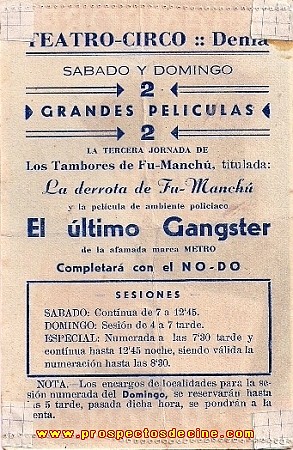 TEATRO-CIRCO :: Denia
SABADO Y DOMINGO
2
GRANDES PELICULAS
2
LA TERCERA JORNADA DE
Los Tambores de Fu-Manchú, titulada:
La derrota de Fu-Manchú
y la película de ambiente policiaco
El último Gangster
de la afamada marca METRO
Completará con el NO-DO
SESIONES
SABADO: Contínua de 7 a 12'45.
DOMINGO: Sesión de 4 a 7 tarde.
ESPECIAL: Numerada a las 7'30 tarde y
contínua hasta 12'45 noche, siendo válida la
numeración hasta las 8'30.
NOTA.—Los encargos de localidades para la se-
sión numerada del Domingo, se reservarán hasta
las 5 tarde, pasada dicha hora, se pondrán a la
venta.
www.prospectosdecine.com